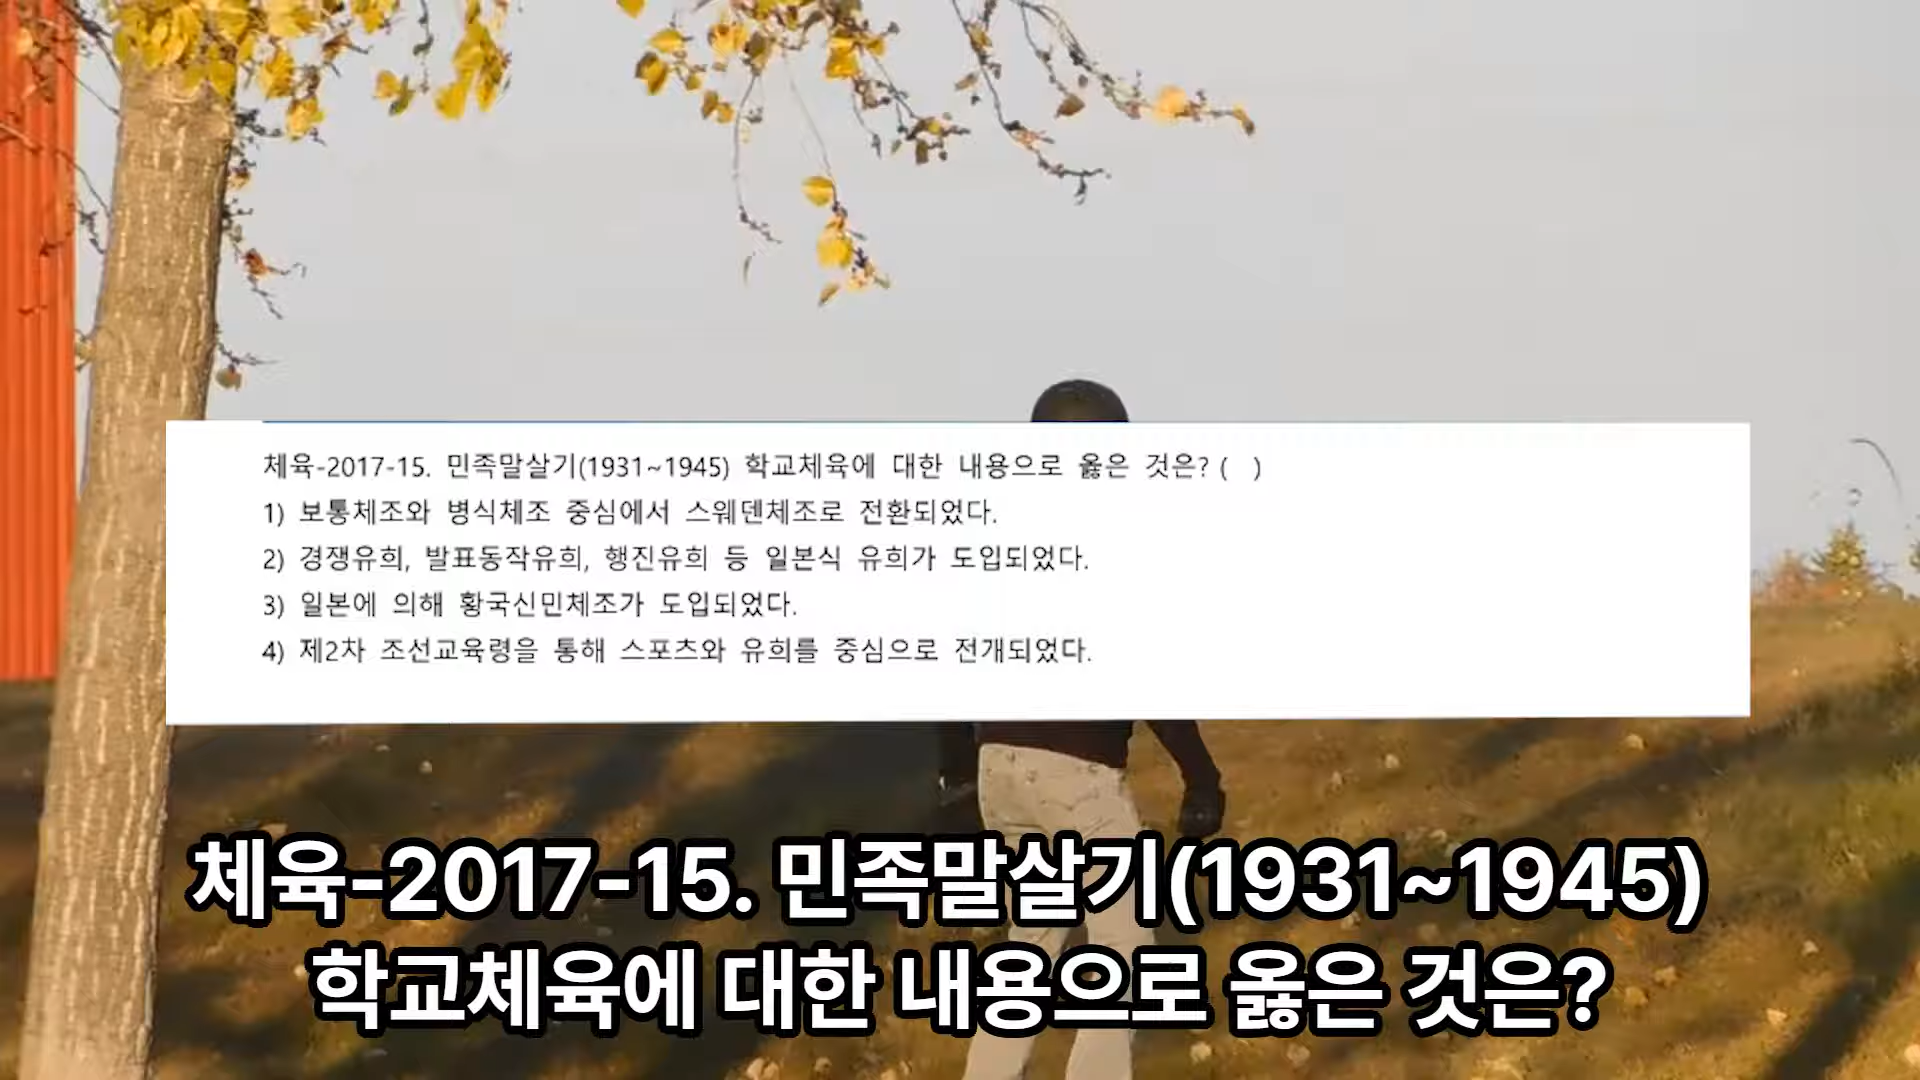 체육-2017-15. 민족말살기(1931~1945) 학교체육에 대한 내용으로 옳은 것은? (   )
1) 보통체조와 병식체조 중심에서 스웨덴체조로 전환되었다.
2) 경쟁유희, 발표동작유희, 행진유희 등 일본식 유희가 도입되었다.
3) 일본에 의해 황국신민체조가 도입되었다.
4) 제2차 조선교육령을 통해 스포츠와 유희를 중심으로 전개되었다.
체육-2017-15. 민족말살기(1931~1945)
학교체육에 대한 내용으로 옳은 것은?